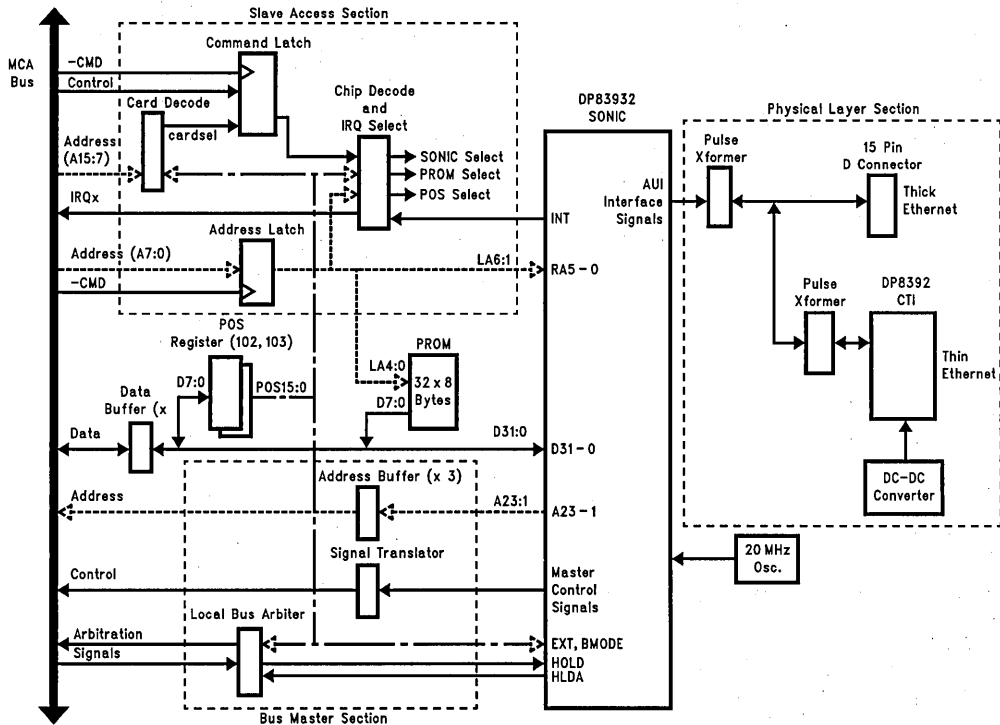 Slave Access Section
Command Latch
MCA
Bus
-CMD
Control
Card Decode
cardsel
Address
(A15:7)
Chip Decode
and
IRQ Select
SONIC Select
PROM Select
POS Select
IRQx
Address Latch
Address (A7:0)
-CMD
LA6:1
DP83932
SONIC
AUI
Interface
Signals
INT
RA5-0
Physical Layer Section
Pulse
Xformer
15 Pin
D Connector
Thick
Ethernet
Pulse
Xformer
DP8392
CTI
Thin
Ethernet
DC-DC
Converter
POS
Register (102, 103)
D7:0
POS15:0
PROM
LA4:0
32 x 8
Bytes
D7:0
Data
Buffer (x
Data
D31:0
D31-0
Address Buffer (x 3)
Address
A23:1
A23-1
Signal Translator
Control
Master
Control
Signals
20 MHz
Osc.
Local Bus Arbiter
Arbitration
Signals
EXT, BMODE
HOLD
HLDA
Bus Master Section